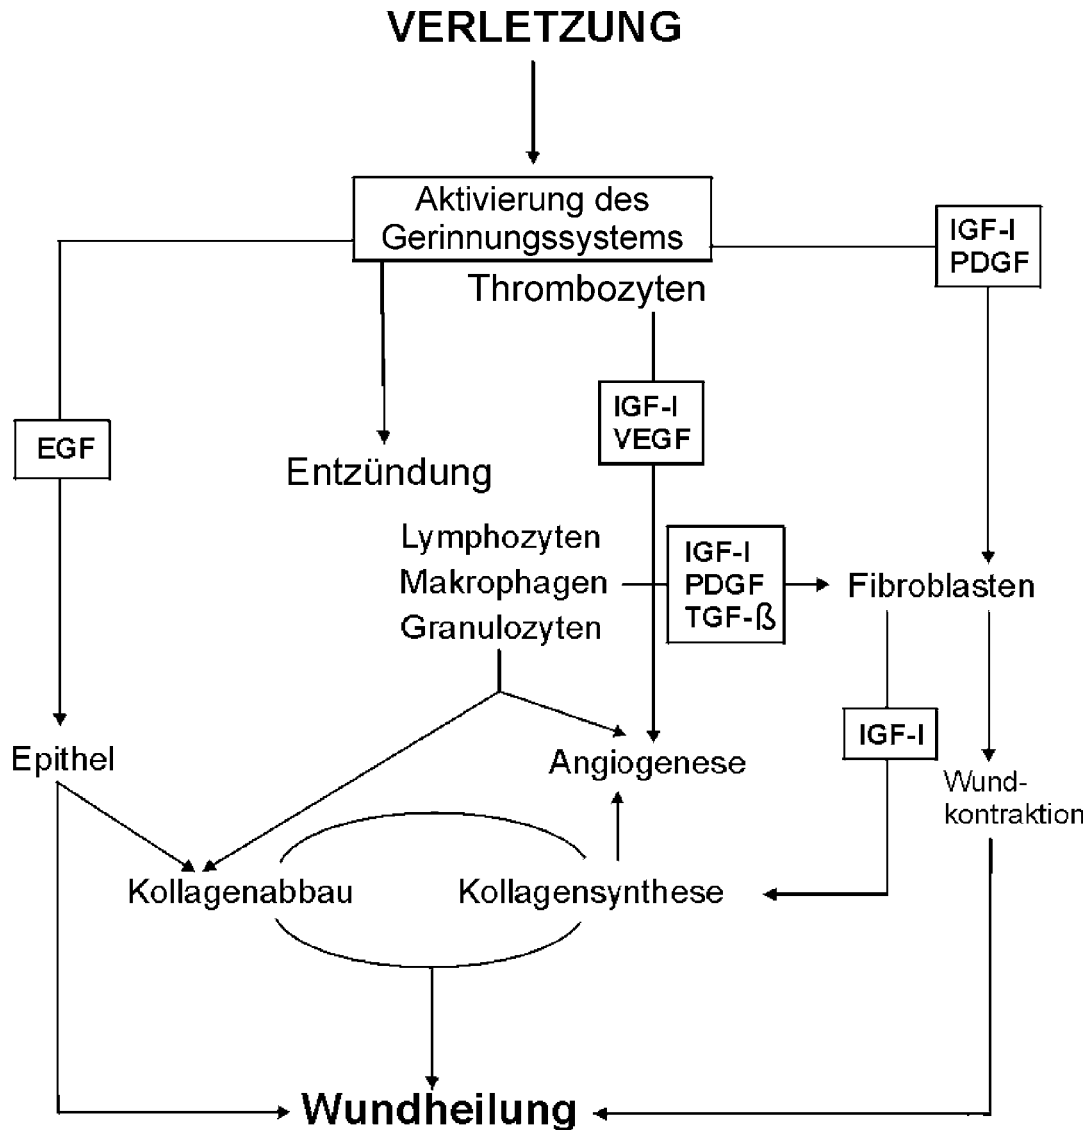 VERLETZUNG
Aktivierung des
Gerinnungssystems
Thrombozyten
IGF-I
PDGF
IGF-I
VEGF
EGF
Entzündung
Lymphozyten
Makrophagen
Granulozyten
IGF-I
PDGF
TGF-ß
Fibroblasten
IGF-I
Epithel
Angiogenese
Wund-
kontraktion
Kollagenabbau
Kollagensynthese
Wundheilung